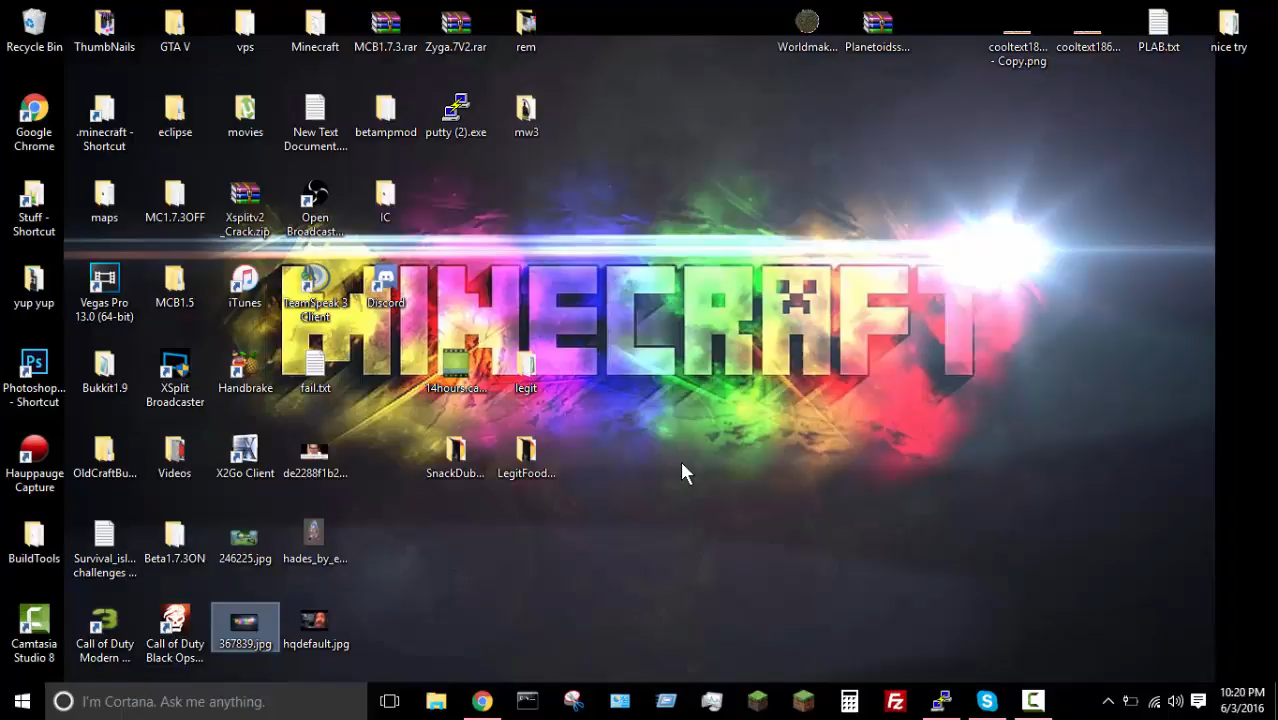 Recycle Bin
ThumbNails
GTA V
vps
Minecraft
MCB1.7.3.rar
Zyga.7V2.rar
rem
Worldmak...
Planetoidss...
cooltext18...
- Copy.png
cooltext186...
PLAB.txt
nice try
Google
Chrome
.minecraft -
Shortcut
eclipse
movies
New Text
Document....
betampmod
putty (2).exe
mw3
Stuff -
Shortcut
maps
MC1.7.3OFF
Xsplitv2
_Crack.zip
Open
Broadcast...
IC
yup yup
Vegas Pro
13.0 (64-bit)
MCB1.5
iTunes
TeamSpeak 3
Client
Discord
MINECRAFT
Photoshop...
- Shortcut
Bukkit1.9
XSplit
Broadcaster
Handbrake
fail.txt
14hours.ca...
legit
Hauppauge
Capture
OldCraftBu...
Videos
X2Go Client
de2288f1b2...
SnackDub...
LegitFood...
BuildTools
Survival_isl...
challenges ...
Beta1.7.3ON
246225.jpg
hades_by_e...
Camtasia
Studio 8
Call of Duty
Modern ...
Call of Duty
Black Ops...
367839.jpg
hqdefault.jpg
I'm Cortana. Ask me anything.
10:20 PM
6/3/2016